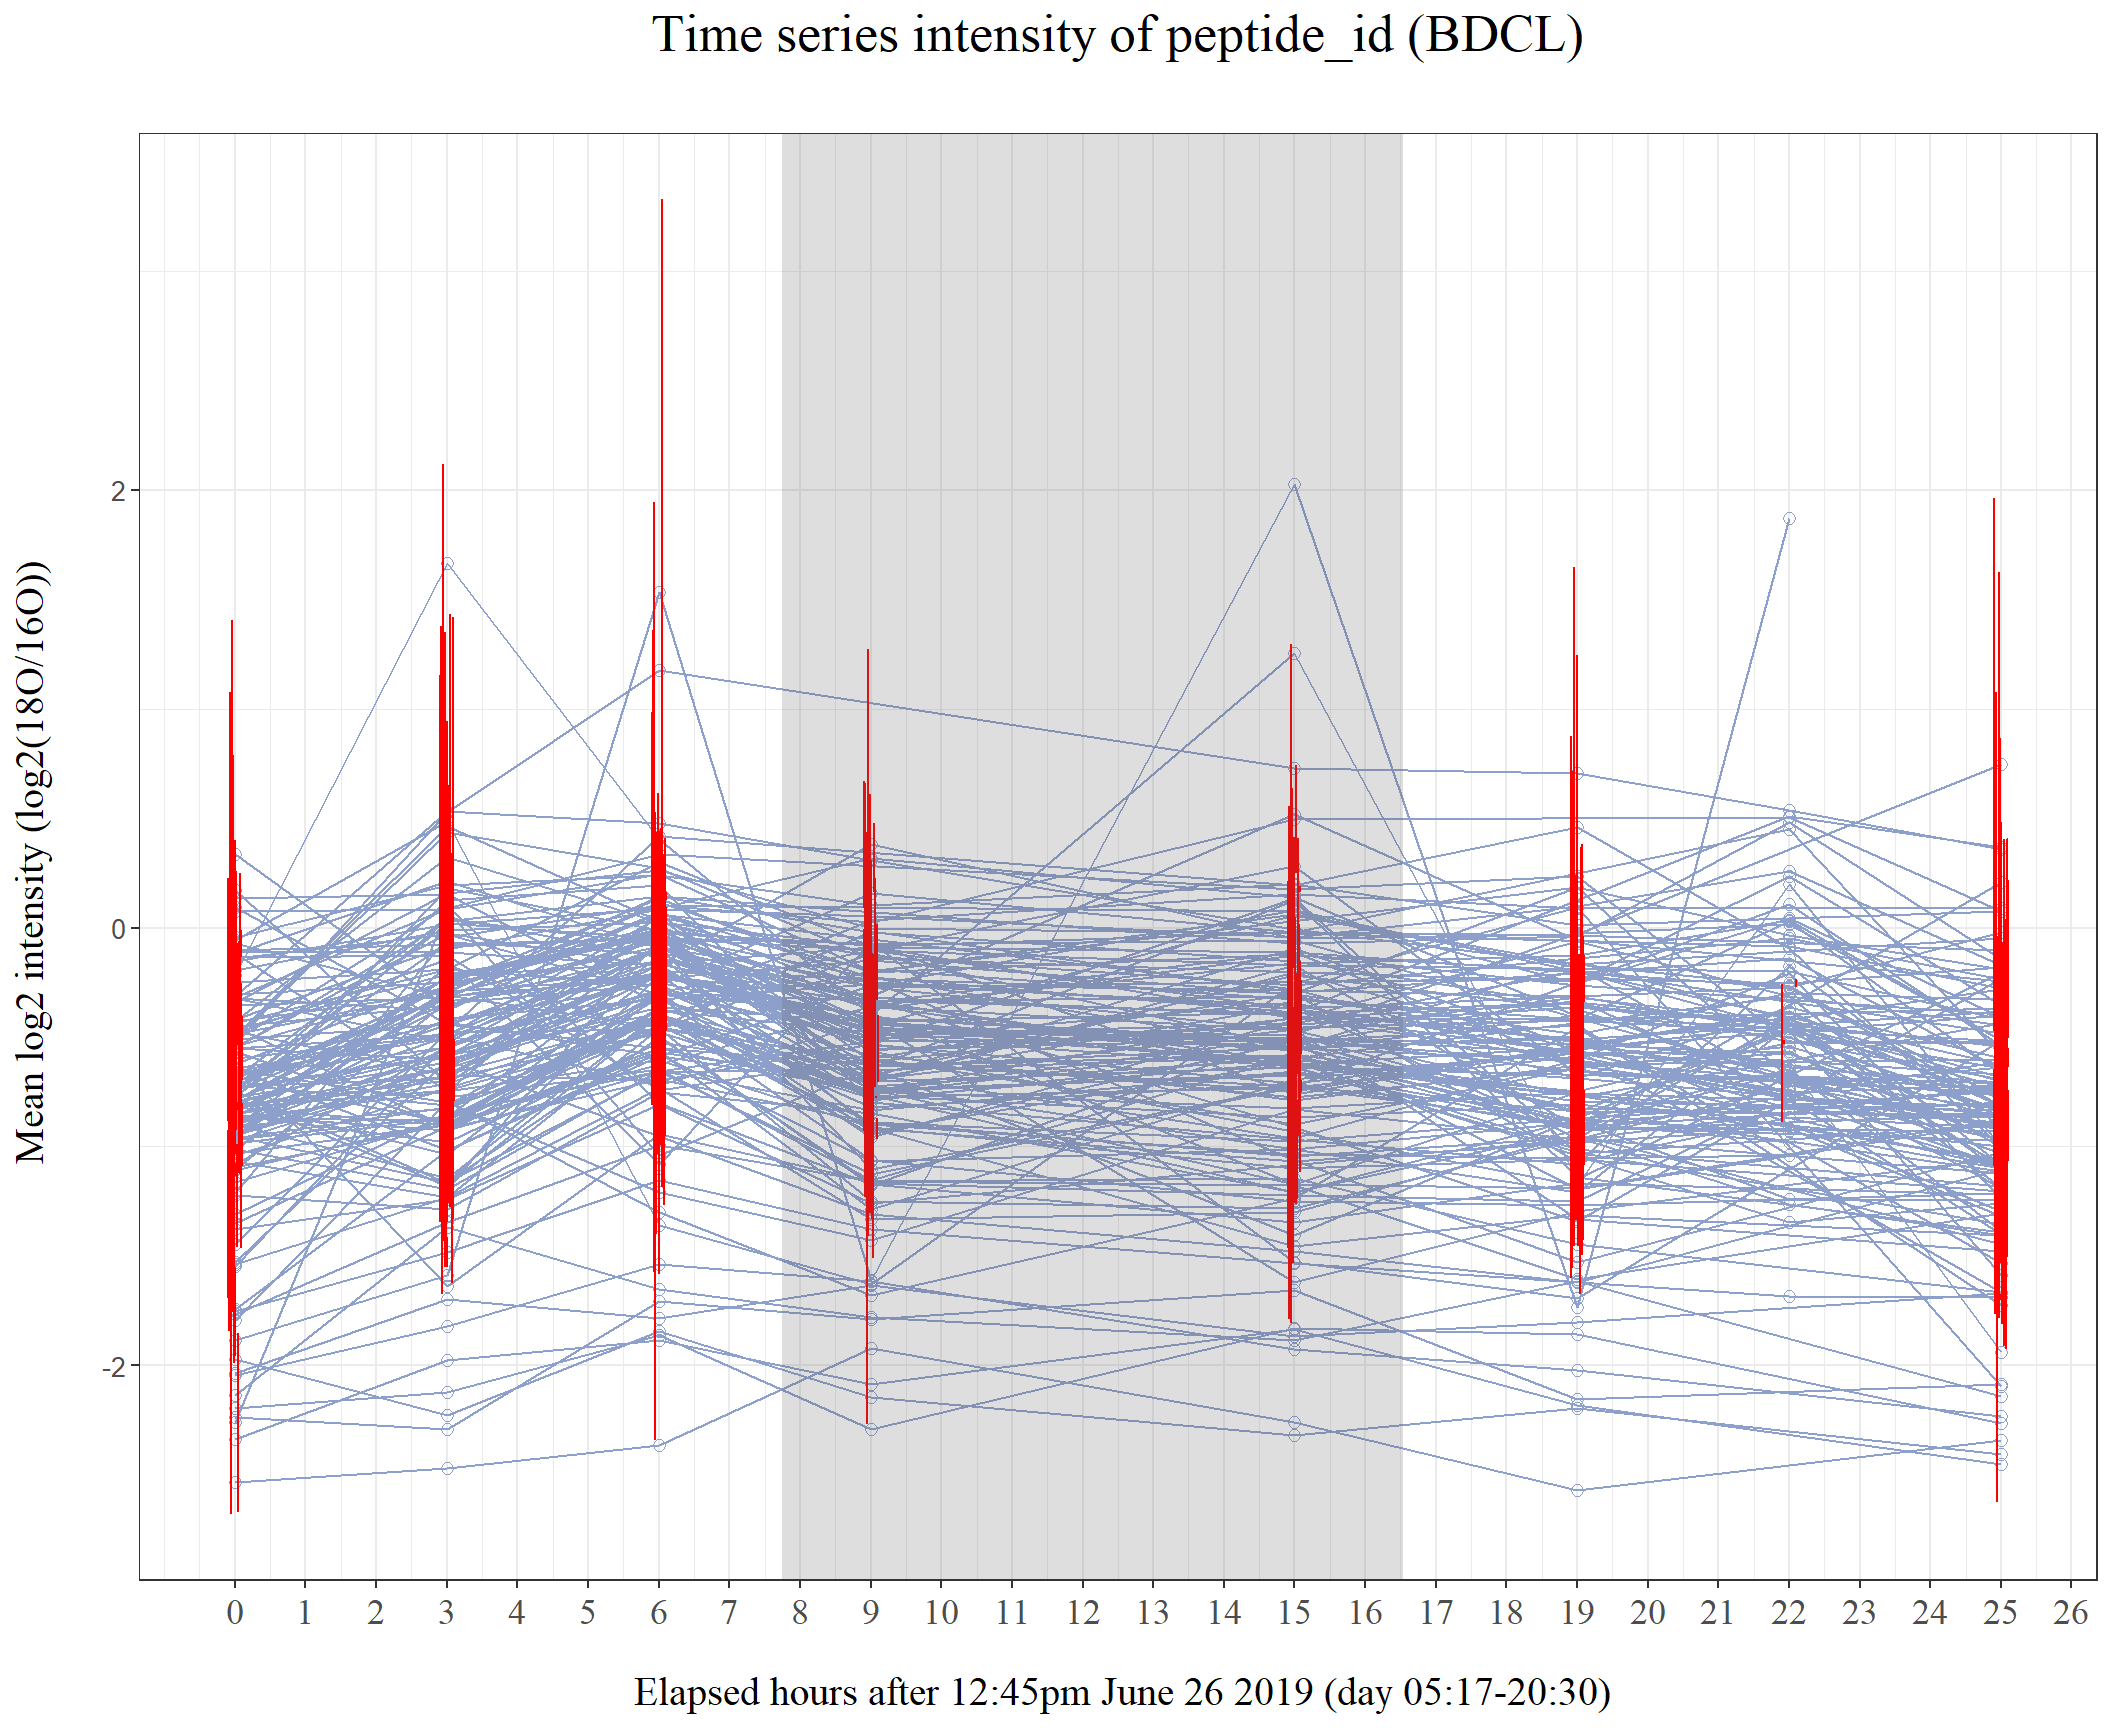 Time series intensity of peptide_id (BDCL)
Mean log2 intensity (log2(18O/16O))
2
0
-2
0 1 2 3 4 5 6 7 8 9 10 11 12 13 14 15 16 17 18 19 20 21 22 23 24 25 26
Elapsed hours after 12:45pm June 26 2019 (day 05:17-20:30)